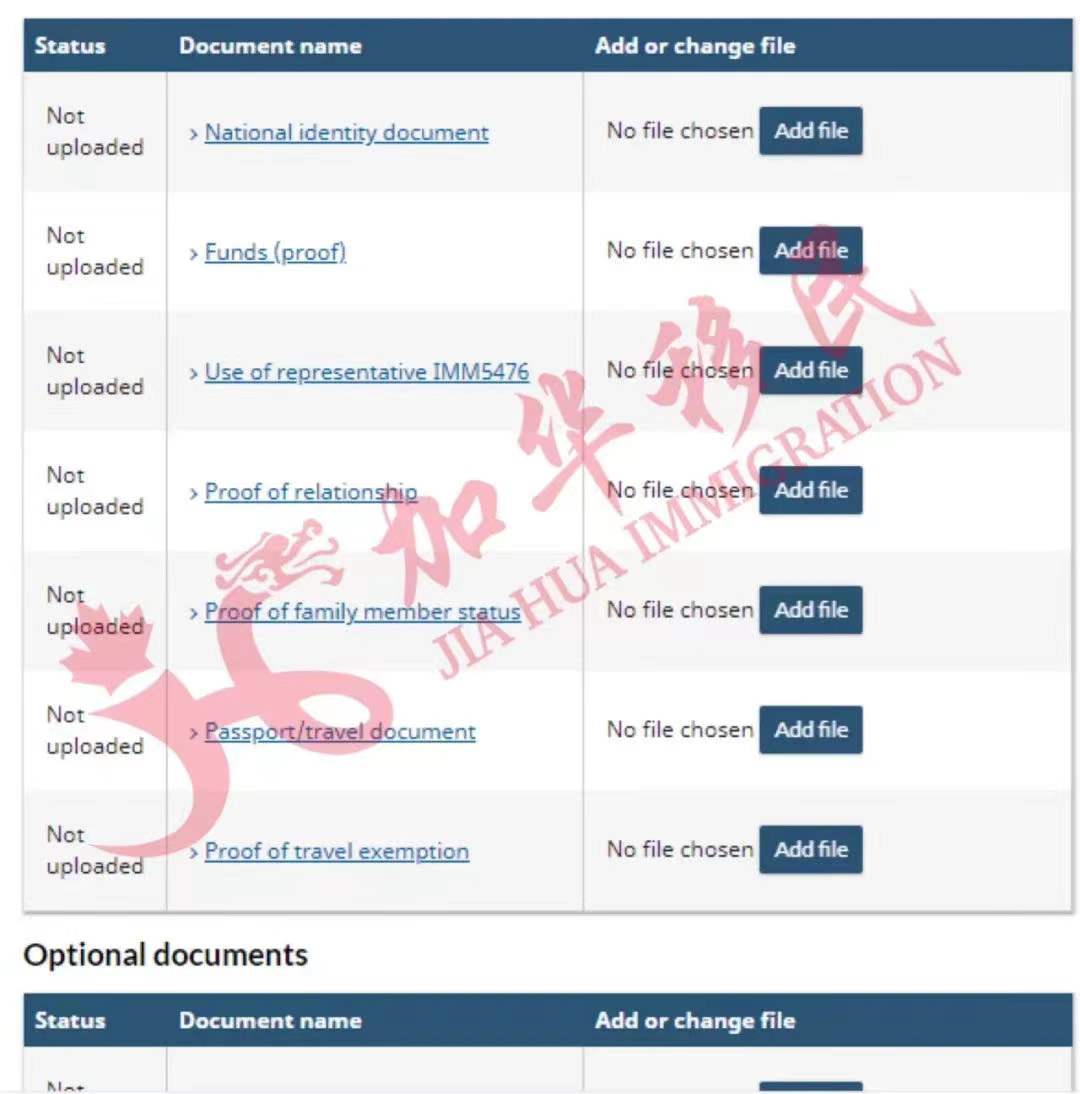 Status Document name Add or change file
Not uploaded › National identity document No file chosen Add file
Not uploaded › Funds (proof) No file chosen Add file
Not uploaded › Use of representative IMM5476 No file chosen Add file
Not uploaded › Proof of relationship No file chosen Add file
Not uploaded › Proof of family member status No file chosen Add file
Not uploaded › Passport/travel document No file chosen Add file
Not uploaded › Proof of travel exemption No file chosen Add file
加华移民
JIA HUA IMMIGRATION
Optional documents
Status Document name Add or change file
Not